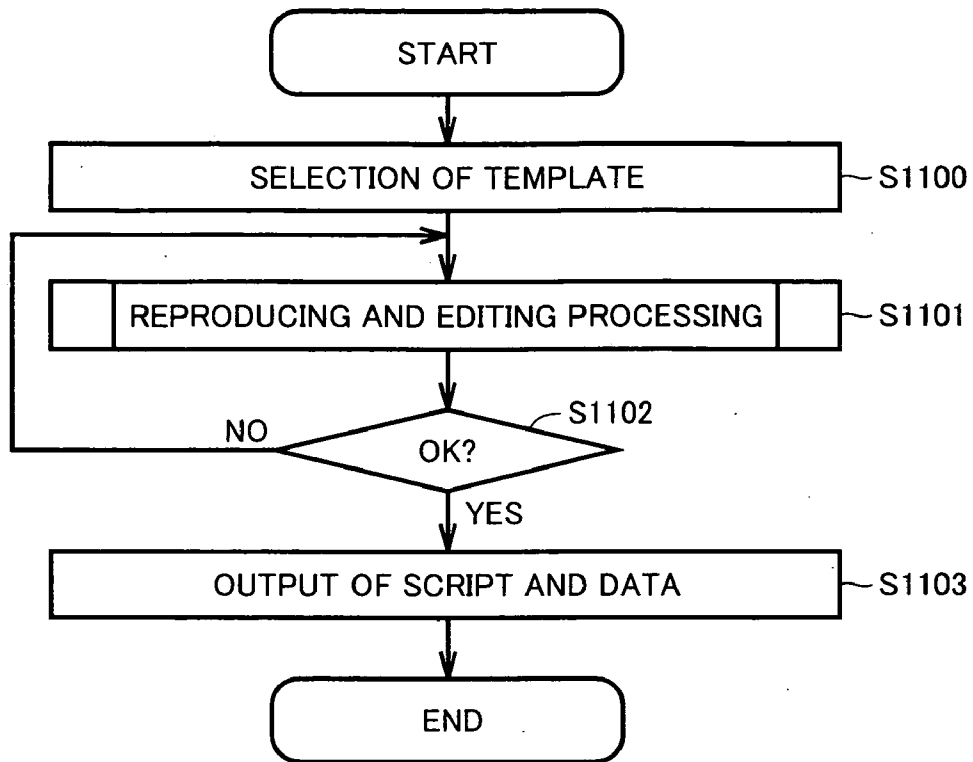 START
SELECTION OF TEMPLATE
S1100
REPRODUCING AND EDITING PROCESSING
S1101
S1102
NO
OK?
YES
OUTPUT OF SCRIPT AND DATA
S1103
END